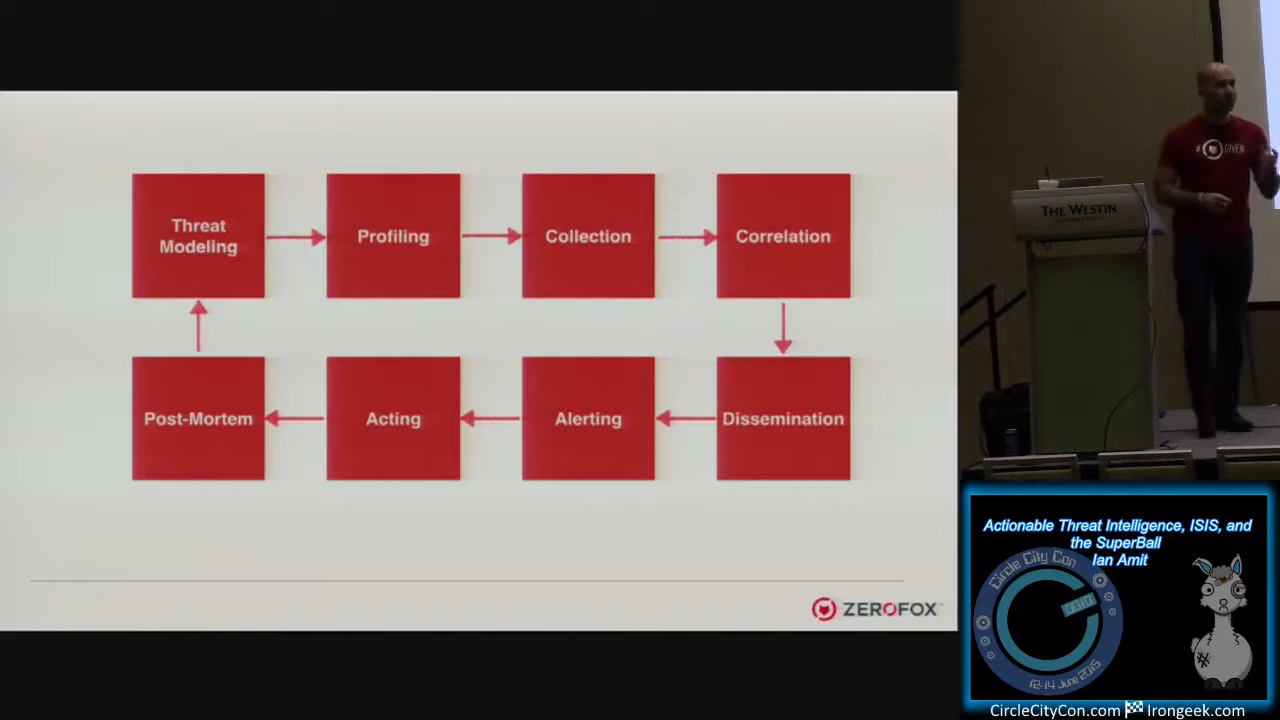 Threat
Modeling
Profiling
Collection
Correlation
Post-Mortem
Acting
Alerting
Dissemination
ZEROFOX
# GIVEN
THE WESTIN
Actionable Threat Intelligence, ISIS, and
the SuperBall
Ian Amit
Circle City Con
12-14 June 2015
CircleCityCon.com Irongeek.com